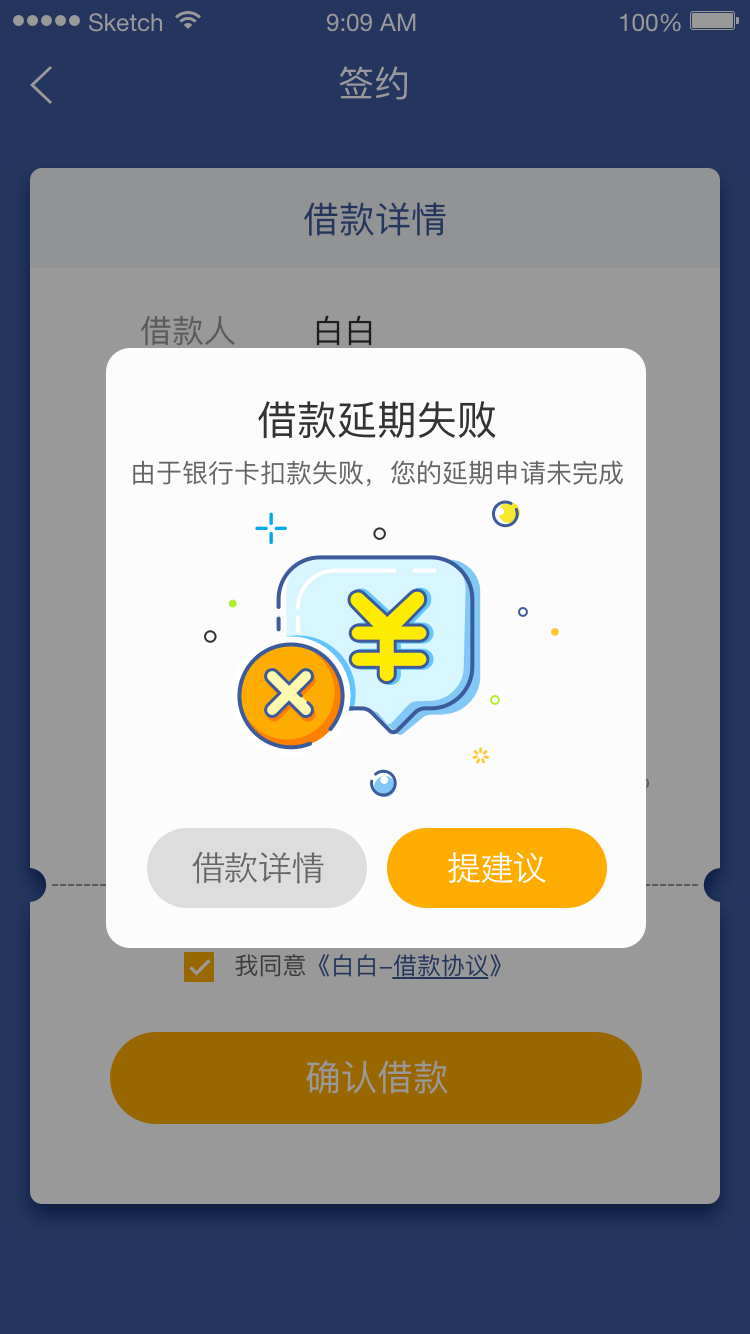 Sketch 9:09 AM 100%
签约
借款详情
借款人 白白
借款延期失败
由于银行卡扣款失败，您的延期申请未完成
¥
借款详情 提建议
我同意《白白–借款协议》
确认借款